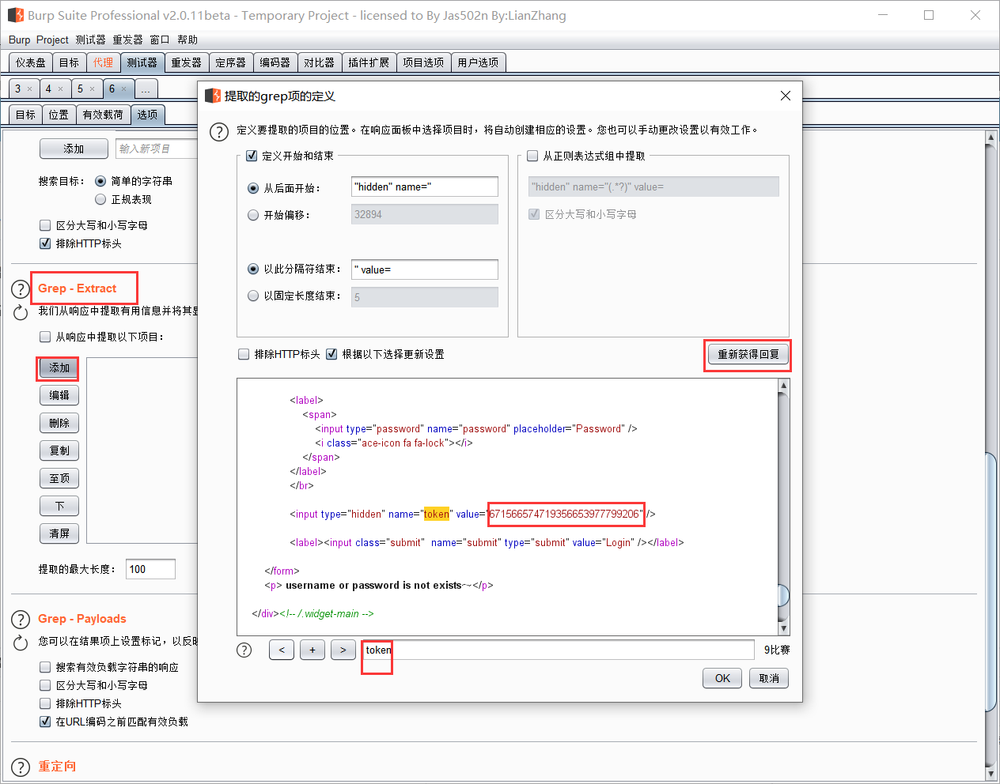 Burp Suite Professional v2.0.11beta - Temporary Project - licensed to By Jas502n By:LianZhang
Burp Project 测试器 重发器 窗口 帮助
仪表盘 目标 代理 测试器 重发器 定序器 编码器 对比器 插件扩展 项目选项 用户选项
3 × 4 × 5 × 6 × ...
目标 位置 有效载荷 选项
添加 输入新项目
搜索目标： 简单的字符串
正规表现
区分大写和小写字母
排除HTTP标头
Grep - Extract
我们从响应中提取有用信息并将其显
从响应中提取以下项目：
添加
编辑
删除
复制
至顶
下
清屏
提取的最大长度： 100
Grep - Payloads
您可以在结果项上设置标记，以反映
搜索有效负载字符串的响应
区分大写和小写字母
排除HTTP标头
在URL编码之前匹配有效负载
重定向
提取的grep项的定义
定义要提取的项目的位置。在响应面板中选择项目时，将自动创建相应的设置。您也可以手动更改设置以有效工作。
定义开始和结束
从后面开始： "hidden" name="
开始偏移： 32894
以此分隔符结束： " value=
以固定长度结束： 5
从正则表达式组中提取
"hidden" name="(.*?)" value=
区分大写和小写字母
排除HTTP标头 根据以下选择更新设置
重新获得回复
<label>
<span>
<input type="password" name="password" placeholder="Password" />
<i class="ace-icon fa fa-lock"></i>
</span>
</label>
</br>
<input type="hidden" name="token" value="671566574719356653977799206" />
<label><input class="submit" name="submit" type="submit" value="Login" /></label>
</form>
<p> username or password is not exists~</p>
</div><!-- /.widget-main -->
? < + > token 9比赛
OK 取消